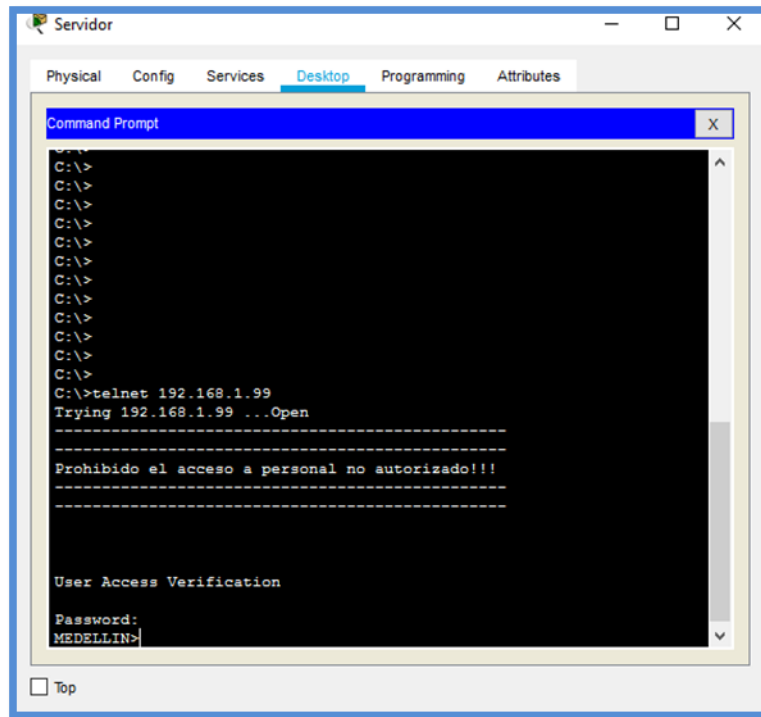 Servidor
Physical Config Services Desktop Programming Attributes
Command Prompt X
C:\>
C:\>
C:\>
C:\>
C:\>
C:\>
C:\>
C:\>
C:\>
C:\>
C:\>
C:\>
C:\>telnet 192.168.1.99
Trying 192.168.1.99 ...Open
------------------------------------------------
------------------------------------------------
Prohibido el acceso a personal no autorizado!!!
------------------------------------------------
------------------------------------------------
User Access Verification
Password:
MEDELLIN>
Top